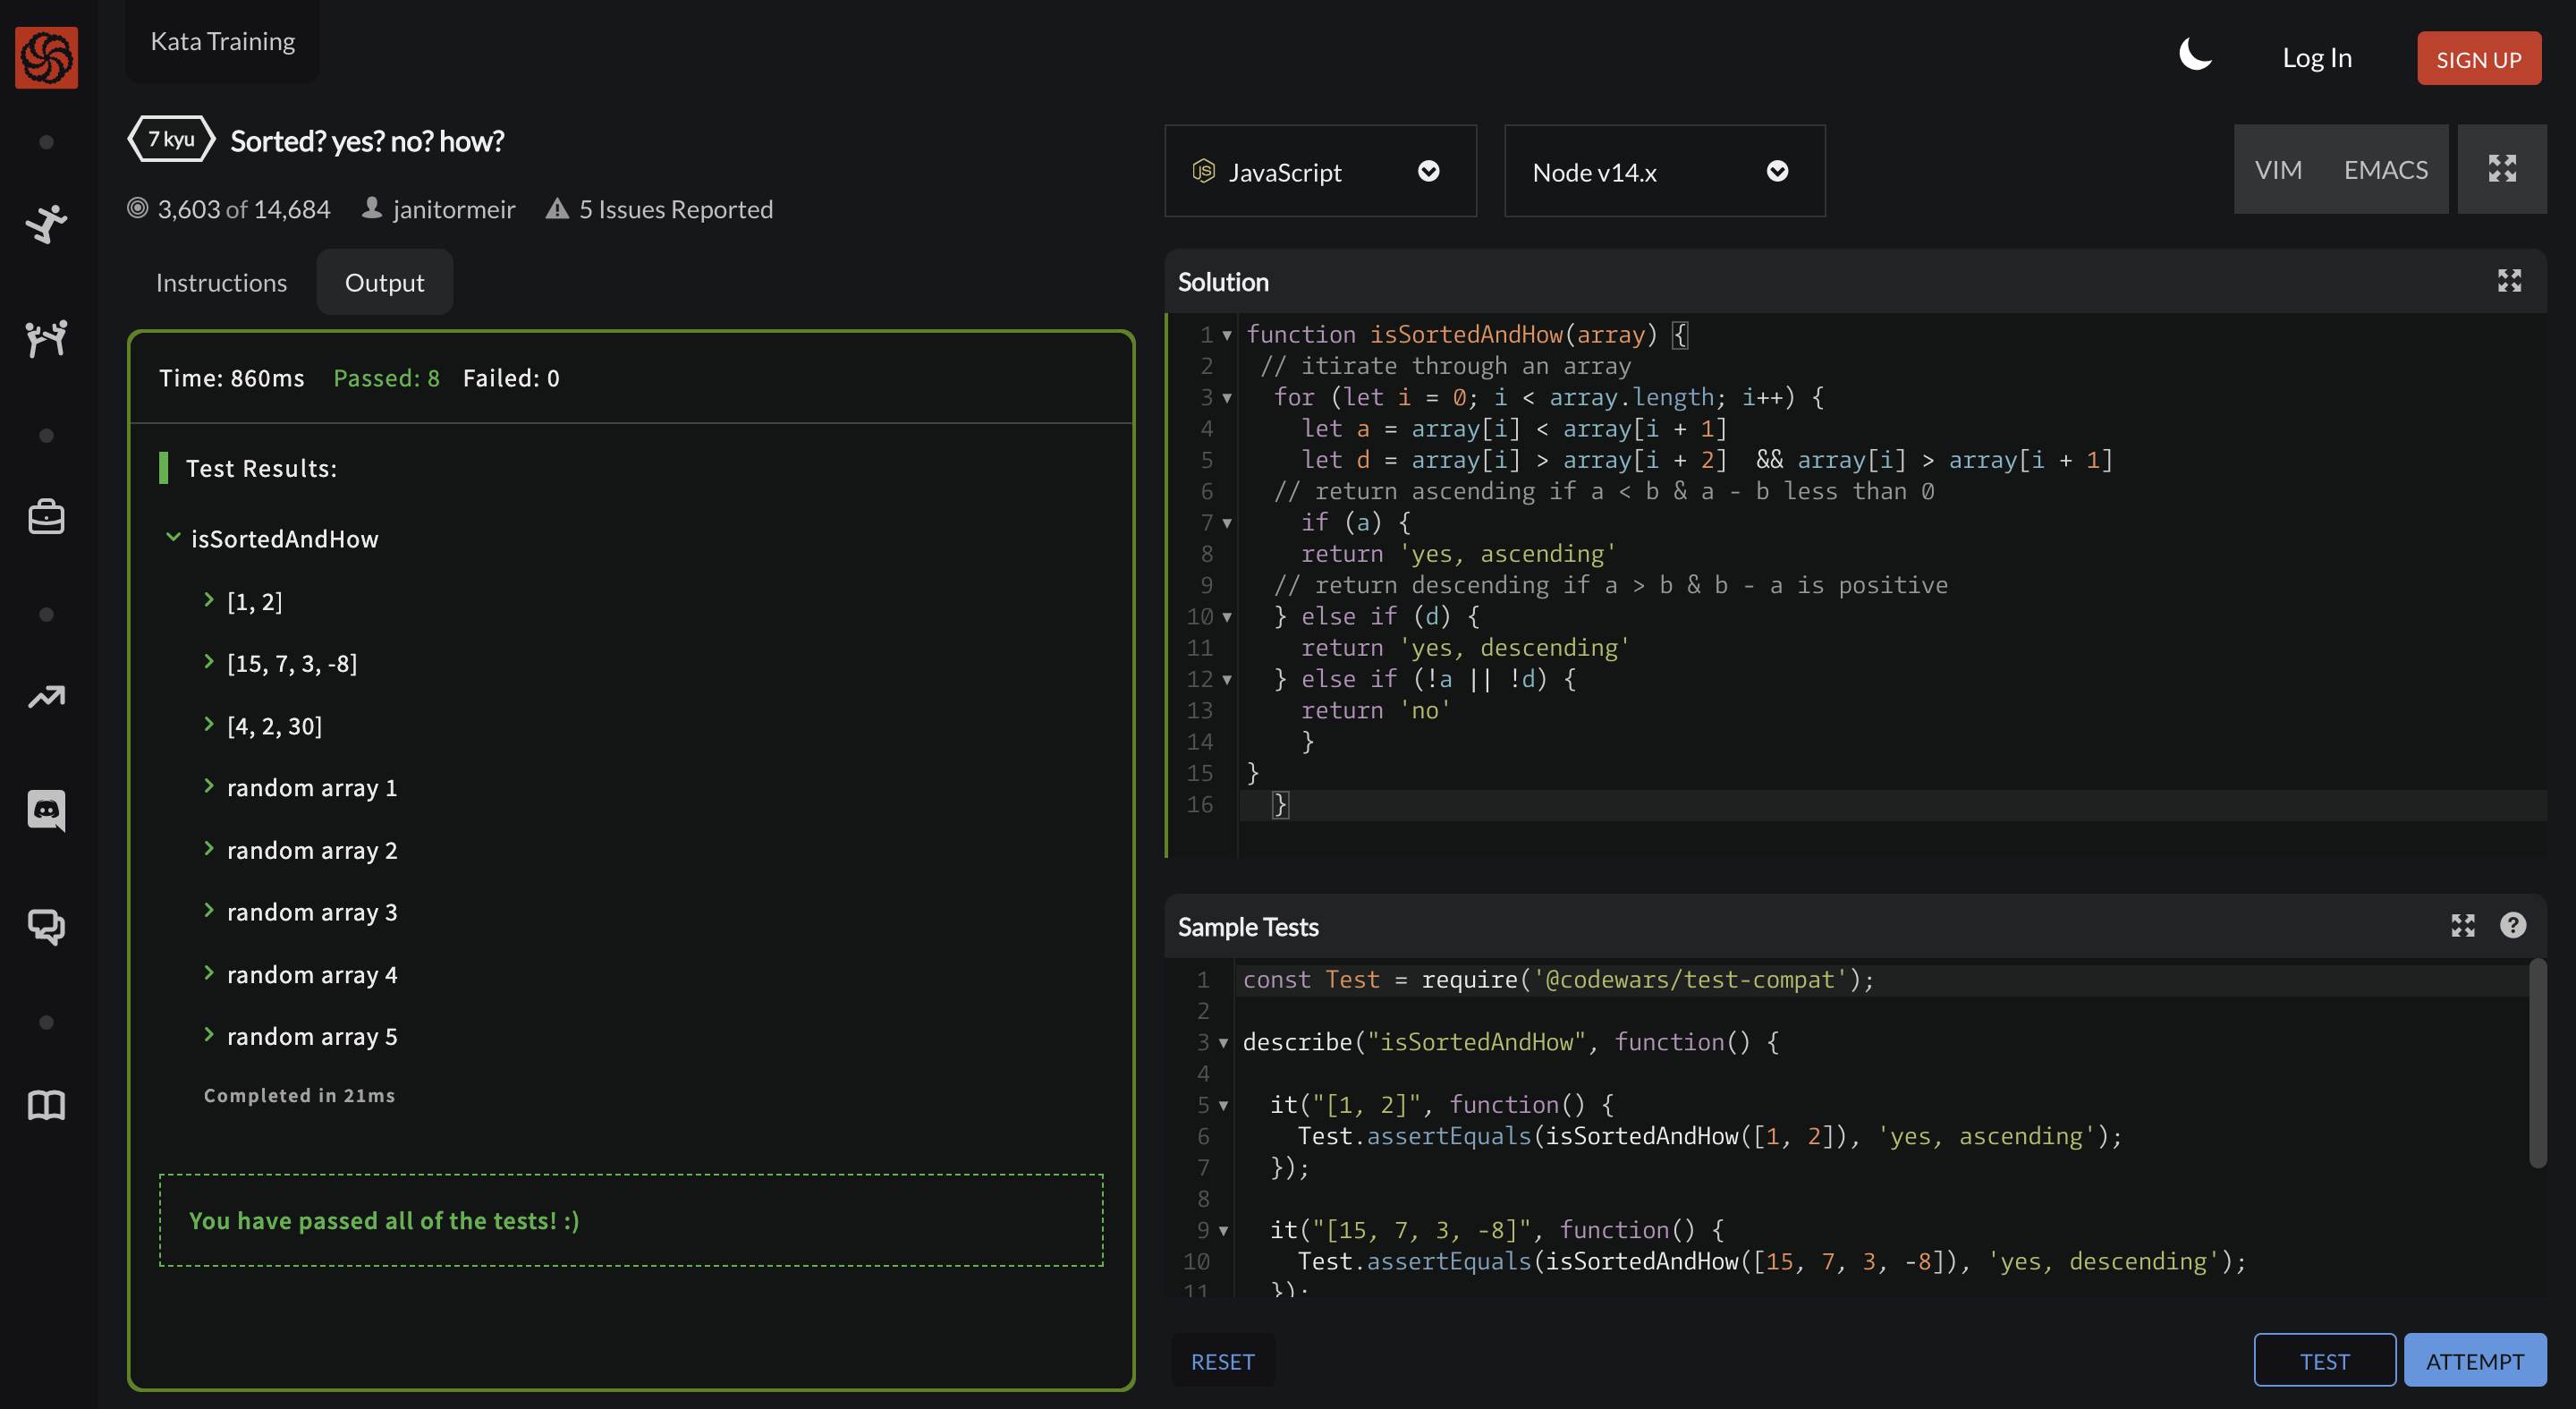 Kata Training
Log In
SIGN UP
7 kyu
Sorted? yes? no? how?
3,603 of 14,684
janitormeir
5 Issues Reported
JS
JavaScript
Node v14.x
VIM
EMACS
Instructions
Output
Time: 860ms Passed: 8 Failed: 0
Test Results:
isSortedAndHow
[1, 2]
[15, 7, 3, -8]
[4, 2, 30]
random array 1
random array 2
random array 3
random array 4
random array 5
Completed in 21ms
You have passed all of the tests! :)
Solution
1 function isSortedAndHow(array) {
2 // itirate through an array
3 for (let i = 0; i < array.length; i++) {
4 let a = array[i] < array[i + 1]
5 let d = array[i] > array[i + 2]  && array[i] > array[i + 1]
6 // return ascending if a < b & a - b less than 0
7 if (a) {
8 return 'yes, ascending'
9 // return descending if a > b & b - a is positive
10 } else if (d) {
11 return 'yes, descending'
12 } else if (!a || !d) {
13 return 'no'
14 }
15 }
16 }
Sample Tests
?
1 const Test = require('@codewars/test-compat');
2
3 describe("isSortedAndHow", function() {
4
5 it("[1, 2]", function() {
6 Test.assertEquals(isSortedAndHow([1, 2]), 'yes, ascending');
7 });
8
9 it("[15, 7, 3, -8]", function() {
10 Test.assertEquals(isSortedAndHow([15, 7, 3, -8]), 'yes, descending');
11 });
RESET
TEST
ATTEMPT